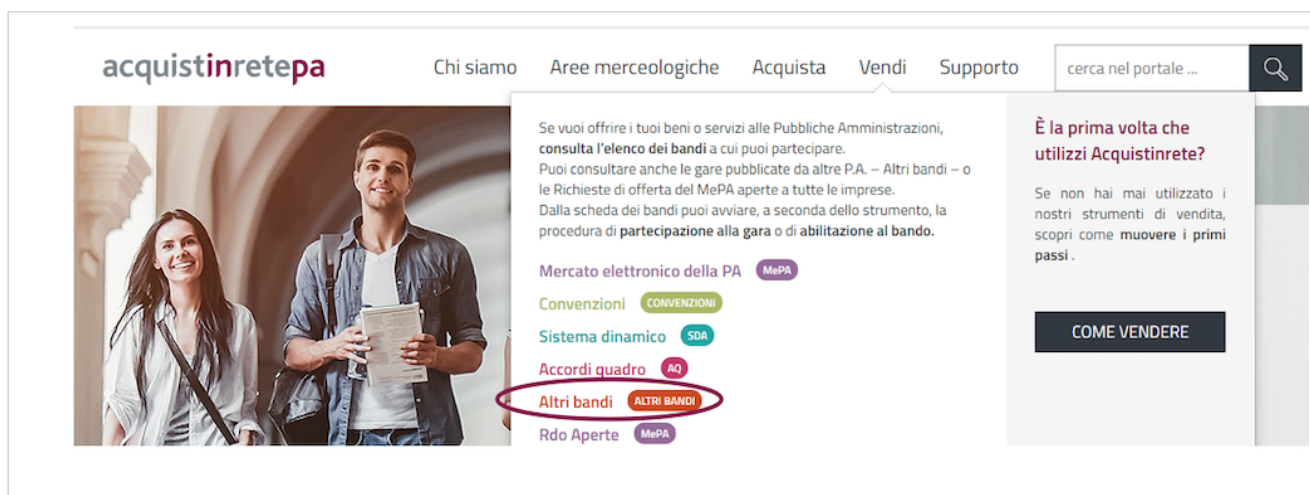 acquistinretepa
Chi siamo
Aree merceologiche
Acquista
Vendi
Supporto
cerca nel portale ...
Se vuoi offrire i tuoi beni o servizi alle Pubbliche Amministrazioni,
consulta l'elenco dei bandi a cui puoi partecipare.
Puoi consultare anche le gare pubblicate da altre P.A. – Altri bandi – o
le Richieste di offerta del MePA aperte a tutte le imprese.
Dalla scheda dei bandi puoi avviare, a seconda dello strumento, la
procedura di partecipazione alla gara o di abilitazione al bando.
Mercato elettronico della PA MePA
Convenzioni CONVENZIONI
Sistema dinamico SDA
Accordi quadro AQ
Altri bandi ALTRI BANDI
Rdo Aperte MePA
È la prima volta che
utilizzi Acquistinrete?
Se non hai mai utilizzato i
nostri strumenti di vendita,
scopri come muovere i primi
passi .
COME VENDERE